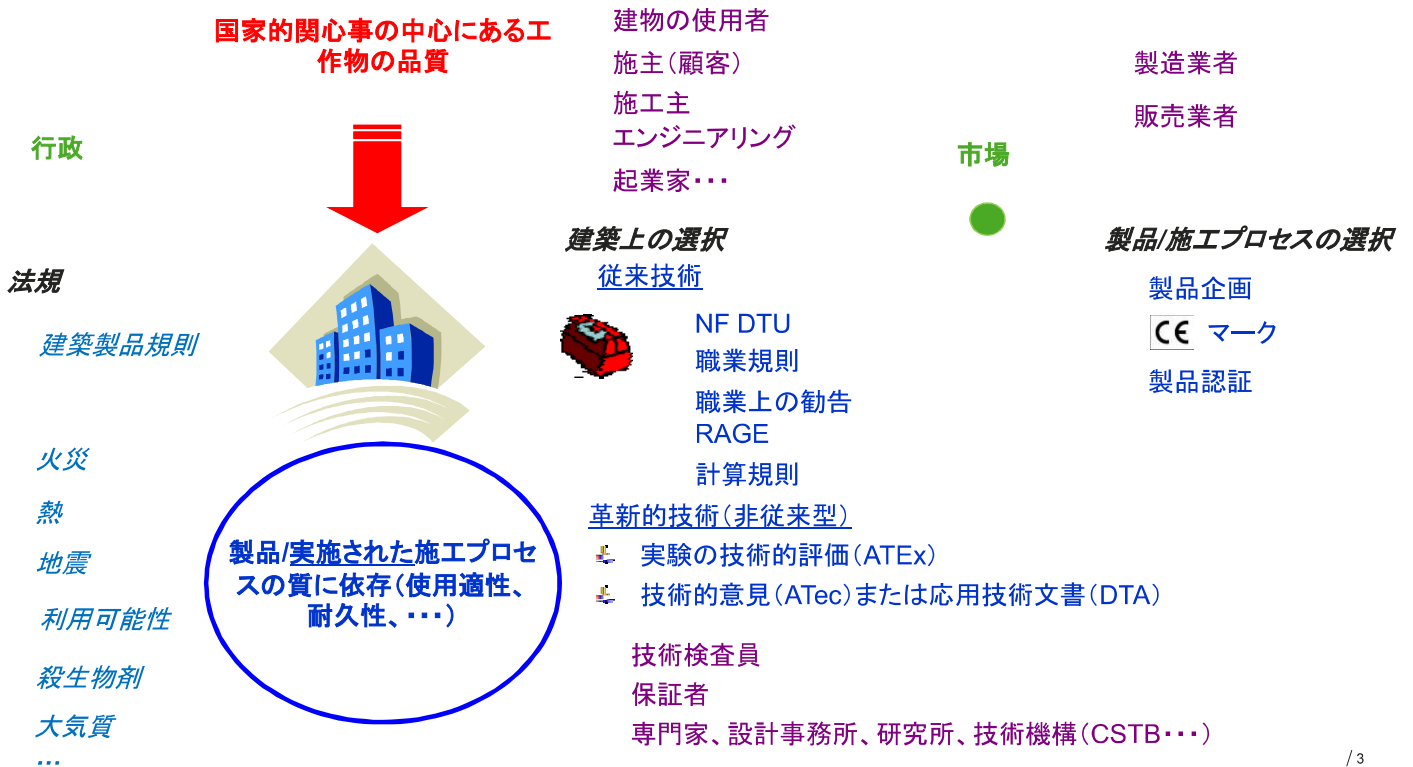 国家的関心事の中心にある工
作物の品質
建物の使用者
施主（顧客）
施工主
エンジニアリング
起業家・・・
製造業者
販売業者
行政
市場
建築上の選択
製品/施工プロセスの選択
法規
従来技術
製品企画
建築製品規則
NF DTU
CE マーク
職業規則
製品認証
職業上の勧告
RAGE
計算規則
火災
熱
地震
利用可能性
殺生物剤
大気質
…
製品/実施された施工プロセ
スの質に依存（使用適性、
耐久性、・・・）
革新的技術（非従来型）
実験の技術的評価（ATEx）
技術的意見（ATec）または応用技術文書（DTA）
技術検査員
保証者
専門家、設計事務所、研究所、技術機構（CSTB・・・）
/ 3